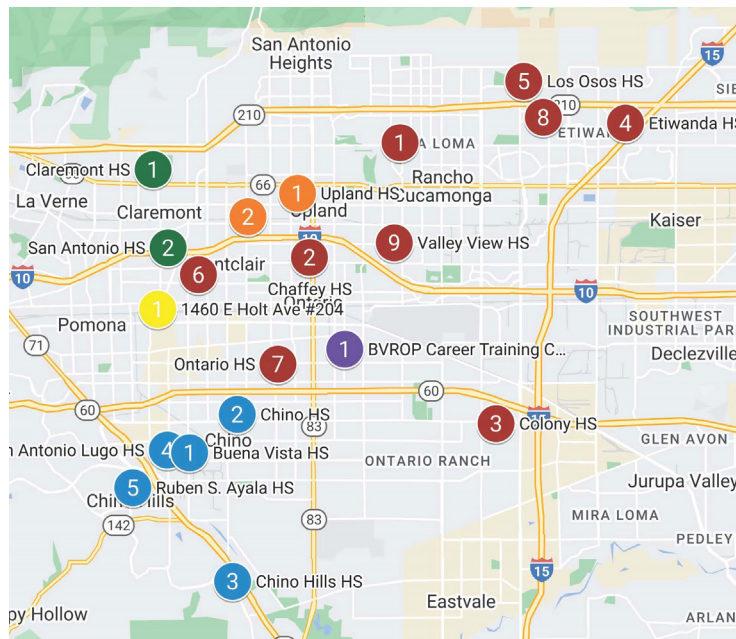 San Antonio
Heights
15
5 Los Osos HS
210
210
8
4 Etiwanda HS
1
Claremont HS 1
66
1 Upland HS
Rancho
Cucamonga
La Verne
Claremont
2
Upland
Kaiser
San Antonio HS 2
10
9 Valley View HS
2
6
10
10
Chaffey HS
Ontario
1 1460 E Holt Ave #204
SOUTHWEST
Pomona
71
1 BVROP Career Training C...
Declezville
Ontario HS 7
60
60
2 Chino HS
3 Colony HS
83
Chino
GLEN AVON
4
1 Buena Vista HS
ONTARIO RANCH
5 Ruben S. Ayala HS
Jurupa Valley
142
83
MIRA LOMA
PEDLEY
15
3 Chino Hills HS
Eastvale